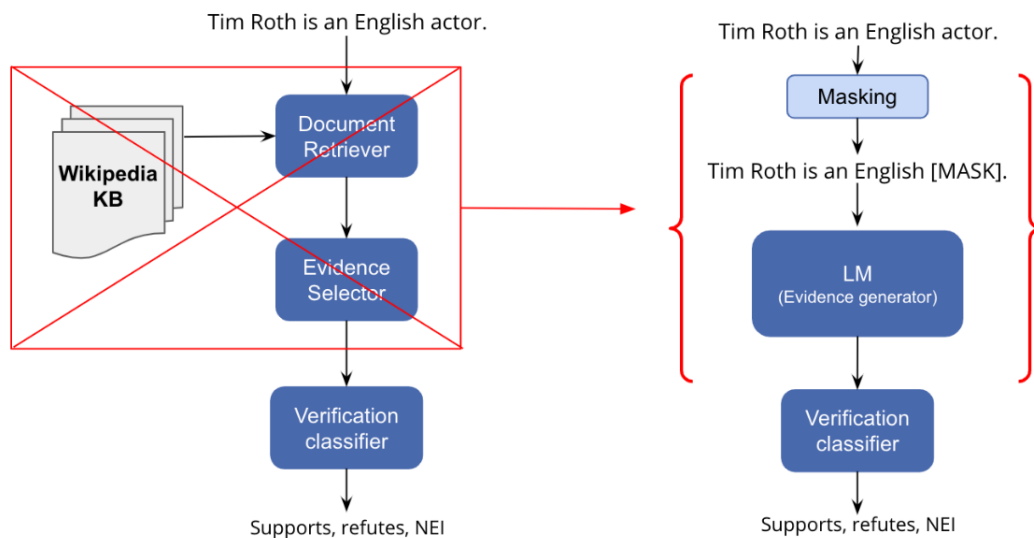 Tim Roth is an English actor.
Wikipedia
KB
Document
Retriever
Evidence
Selector
Verification
classifier
Supports, refutes, NEI
Tim Roth is an English actor.
Masking
Tim Roth is an English [MASK].
LM
(Evidence generator)
Verification
classifier
Supports, refutes, NEI